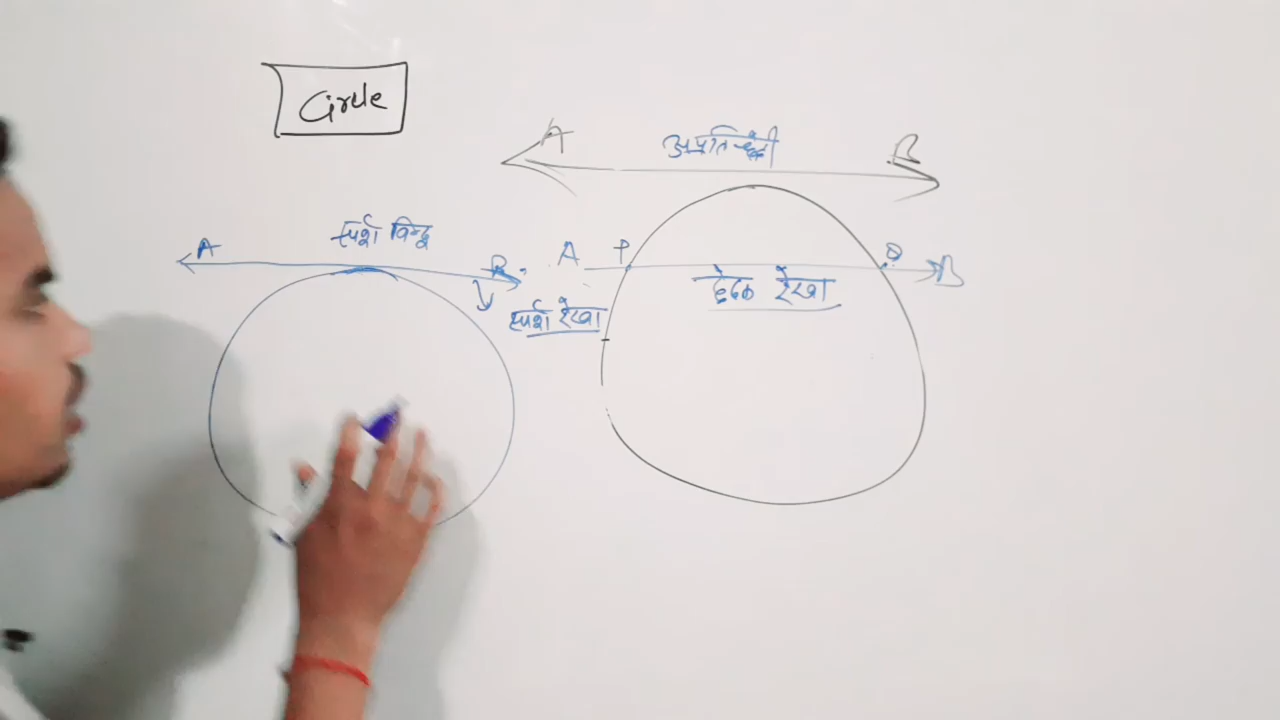 Circle
A अप्रतिच्छेदी B
स्पर्श बिन्दु
A B
A P Q B
छेदक रेखा
स्पर्श रेखा